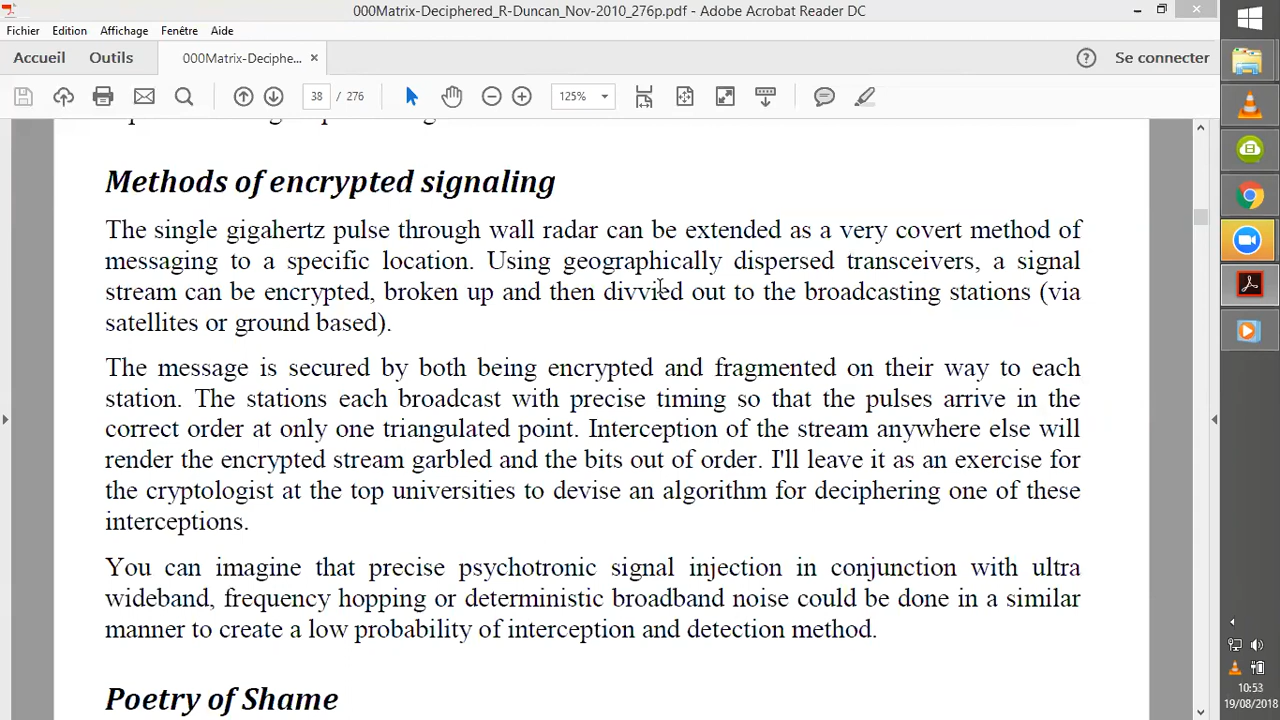 000Matrix-Deciphered_R-Duncan_Nov-2010_276p.pdf - Adobe Acrobat Reader DC
Fichier Edition Affichage Fenêtre Aide
Accueil Outils 000Matrix-Deciphe... × ? Se connecter
38 / 276 125%
Methods of encrypted signaling
The single gigahertz pulse through wall radar can be extended as a very covert method of
messaging to a specific location. Using geographically dispersed transceivers, a signal
stream can be encrypted, broken up and then divvied out to the broadcasting stations (via
satellites or ground based).
The message is secured by both being encrypted and fragmented on their way to each
station. The stations each broadcast with precise timing so that the pulses arrive in the
correct order at only one triangulated point. Interception of the stream anywhere else will
render the encrypted stream garbled and the bits out of order. I'll leave it as an exercise for
the cryptologist at the top universities to devise an algorithm for deciphering one of these
interceptions.
You can imagine that precise psychotronic signal injection in conjunction with ultra
wideband, frequency hopping or deterministic broadband noise could be done in a similar
manner to create a low probability of interception and detection method.
Poetry of Shame
10:53
19/08/2018